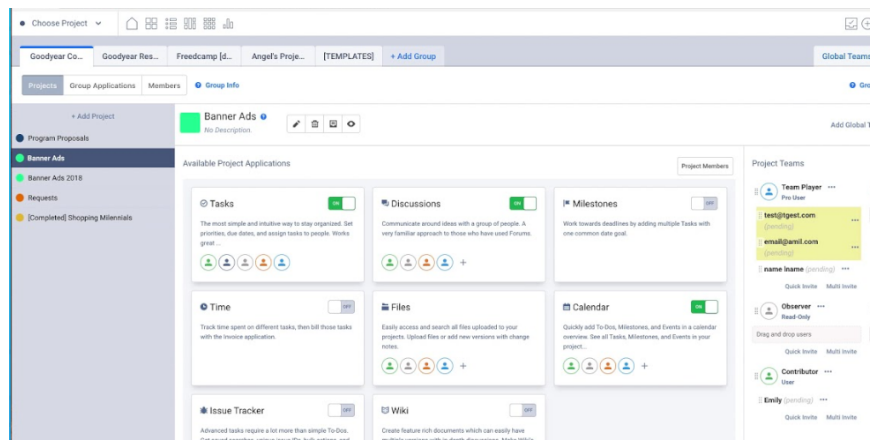 Choose Project
Goodyear Co... Goodyear Res... Freedcamp [d... Angel's Proje... [TEMPLATES] + Add Group Global Teams
Projects Group Applications Members Group Info Gro
+ Add Project
Program Proposals
Banner Ads
Banner Ads 2018
Requests
[Completed] Shopping Milennials
Banner Ads
No Description.
Add Global T
Available Project Applications
Project Members
Tasks ON
The most simple and intuitive way to stay organized. Set
priorities, due dates, and assign tasks to people. Works
great ...
Discussions ON
Communicate around ideas with a group of people. A
very familiar approach to those who have used Forums.
+
Milestones OFF
Work towards deadlines by adding multiple Tasks with
one common date goal.
Time OFF
Track time spent on different tasks, then bill those tasks
with the Invoice application.
Files
Easily access and search all files uploaded to your
projects. Upload files or add new versions with change
notes.
+
Calendar ON
Quickly add To-Dos, Milestones, and Events in a calendar
overview. See all Tasks, Milestones, and Events in your
project...
+
Issue Tracker OFF
Advanced tasks require a lot more than simple To-Dos.
Wiki OFF
Create feature rich documents which can easily have
Project Teams
Team Player ...
Pro User
test@tgest.com ...
(pending)
email@amil.com ...
(pending)
name lname (pending) ...
Quick Invite Multi Invite
Observer ...
Read-Only
Drag and drop users
Quick Invite Multi Invite
Contributor ...
User
Emily (pending) ...
Quick Invite Multi Invite